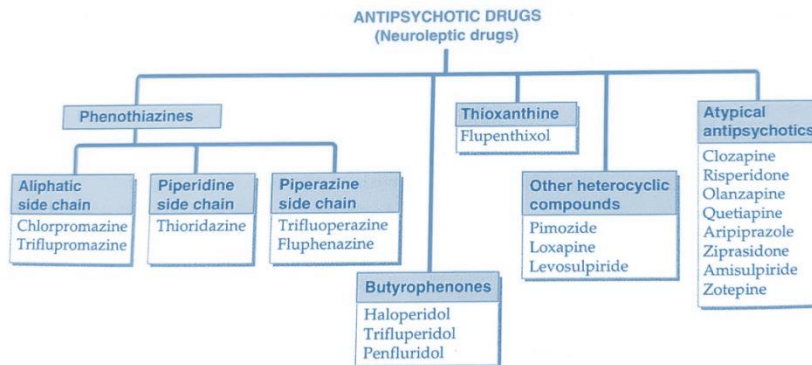 ANTIPSYCHOTIC DRUGS
(Neuroleptic drugs)
Phenothiazines
Aliphatic
side chain
Chlorpromazine
Triflupromazine
Piperidine
side chain
Thioridazine
Piperazine
side chain
Trifluoperazine
Fluphenazine
Butyrophenones
Haloperidol
Trifluperidol
Penfluridol
Thioxanthine
Flupenthixol
Other heterocyclic
compounds
Pimozide
Loxapine
Levosulpiride
Atypical
antipsychotics
Clozapine
Risperidone
Olanzapine
Quetiapine
Aripiprazole
Ziprasidone
Amisulpiride
Zotepine